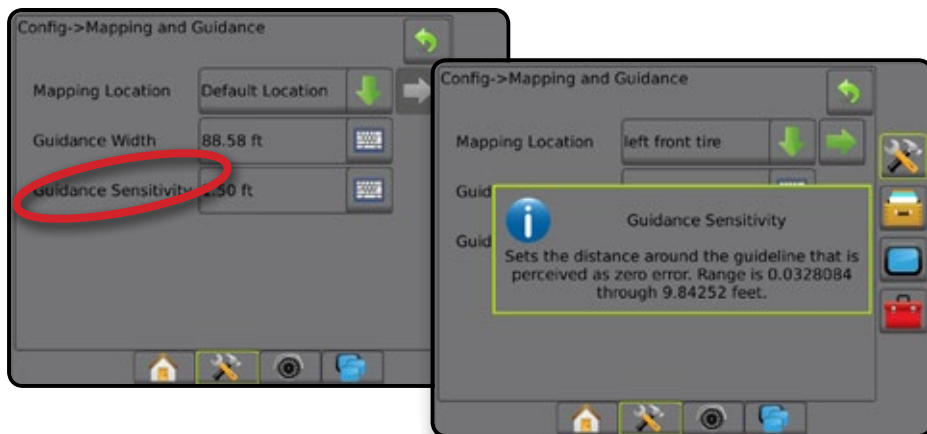 Config->Mapping and Guidance
Mapping Location Default Location
Guidance Width 88.58 ft
Guidance Sensitivity .50 ft
Config->Mapping and Guidance
Mapping Location left front tire
Guid
Guid
Guidance Sensitivity
Sets the distance around the guideline that is
perceived as zero error. Range is 0.0328084
through 9.84252 feet.